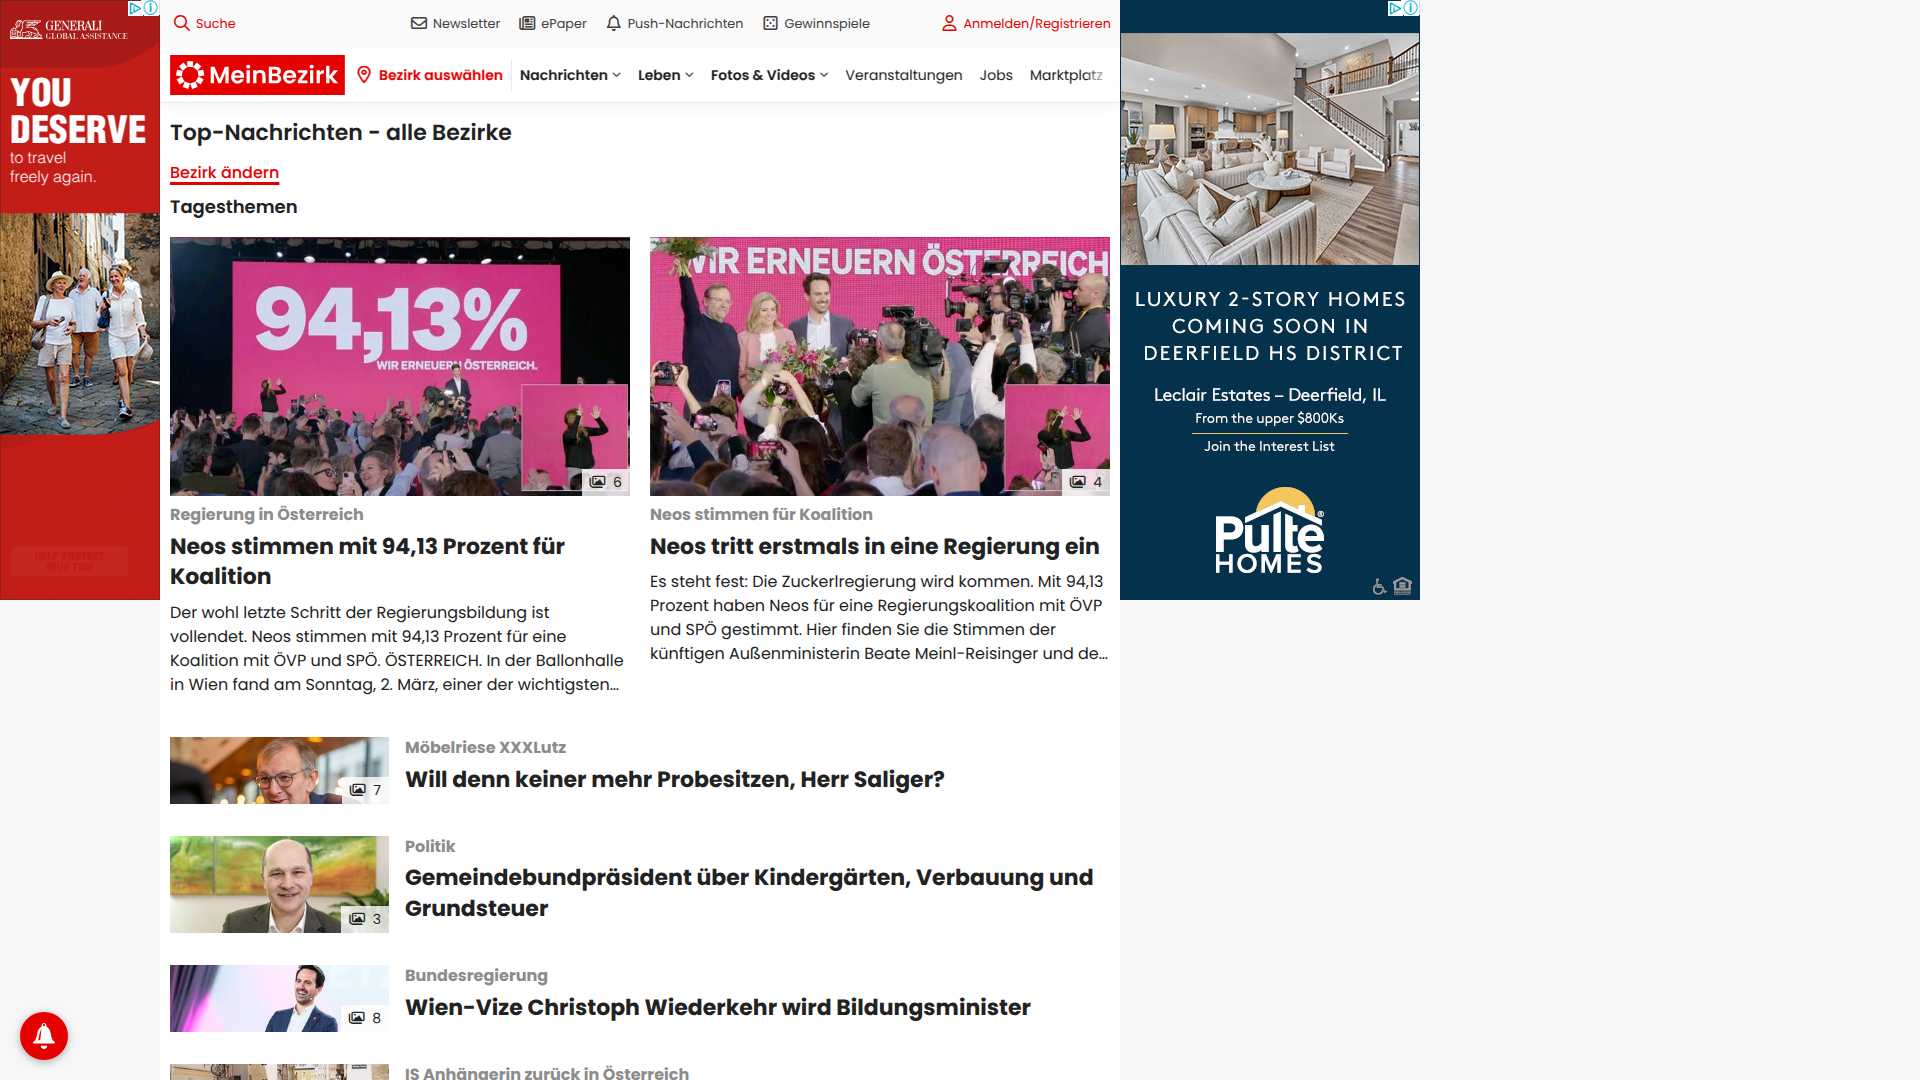 GENERALI
GLOBAL ASSISTANCE
YOU
DESERVE
to travel
freely again.
Suche
Newsletter
ePaper
Push-Nachrichten
Gewinnspiele
Anmelden/Registrieren
MeinBezirk
Bezirk auswählen
Nachrichten
Leben
Fotos & Videos
Veranstaltungen
Jobs
Marktplatz
Top-Nachrichten - alle Bezirke
Bezirk ändern
Tagesthemen
94,13%
WIR ERNEUERN ÖSTERREICH.
6
Regierung in Österreich
Neos stimmen mit 94,13 Prozent für
Koalition
Der wohl letzte Schritt der Regierungsbildung ist
vollendet. Neos stimmen mit 94,13 Prozent für eine
Koalition mit ÖVP und SPÖ. ÖSTERREICH. In der Ballonhalle
in Wien fand am Sonntag, 2. März, einer der wichtigsten...
WIR ERNEUERN ÖSTERREICH
4
Neos stimmen für Koalition
Neos tritt erstmals in eine Regierung ein
Es steht fest: Die Zuckerlregierung wird kommen. Mit 94,13
Prozent haben Neos für eine Regierungskoalition mit ÖVP
und SPÖ gestimmt. Hier finden Sie die Stimmen der
künftigen Außenministerin Beate Meinl-Reisinger und de...
7
Möbelriese XXXLutz
Will denn keiner mehr Probesitzen, Herr Saliger?
3
Politik
Gemeindebundpräsident über Kindergärten, Verbauung und
Grundsteuer
8
Bundesregierung
Wien-Vize Christoph Wiederkehr wird Bildungsminister
IS Anhängerin zurück in Österreich
LUXURY 2-STORY HOMES
COMING SOON IN
DEERFIELD HS DISTRICT
Leclair Estates – Deerfield, IL
From the upper $800Ks
Join the Interest List
Pulte®
HOMES